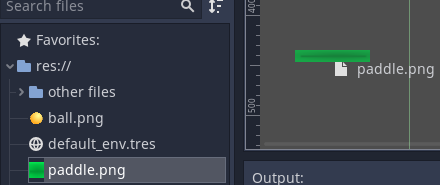 Search files
Favorites:
res://
other files
ball.png
default_env.tres
paddle.png
400
paddle.png
500
Output: